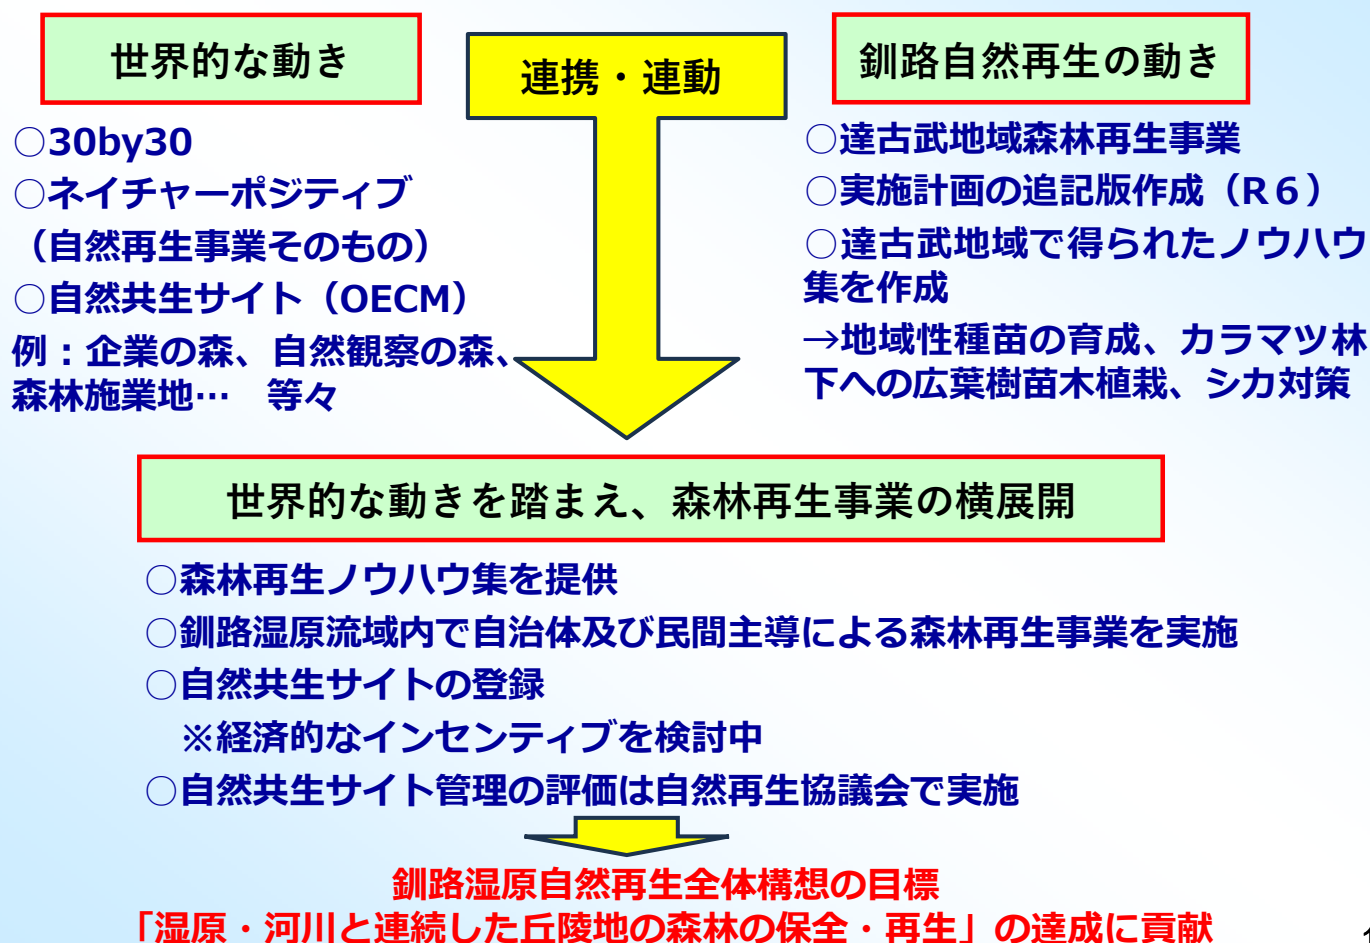 世界的な動き
○30by30
○ネイチャーポジティブ
（自然再生事業そのもの）
○自然共生サイト（OECM）
例：企業の森、自然観察の森、
森林施業地… 等々
連携・連動
釧路自然再生の動き
○達古武地域森林再生事業
○実施計画の追記版作成（R６）
○達古武地域で得られたノウハウ
集を作成
→地域性種苗の育成、カラマツ林
下への広葉樹苗木植栽、シカ対策
世界的な動きを踏まえ、森林再生事業の横展開
○森林再生ノウハウ集を提供
○釧路湿原流域内で自治体及び民間主導による森林再生事業を実施
○自然共生サイトの登録
※経済的なインセンティブを検討中
○自然共生サイト管理の評価は自然再生協議会で実施
釧路湿原自然再生全体構想の目標
「湿原・河川と連続した丘陵地の森林の保全・再生」の達成に貢献